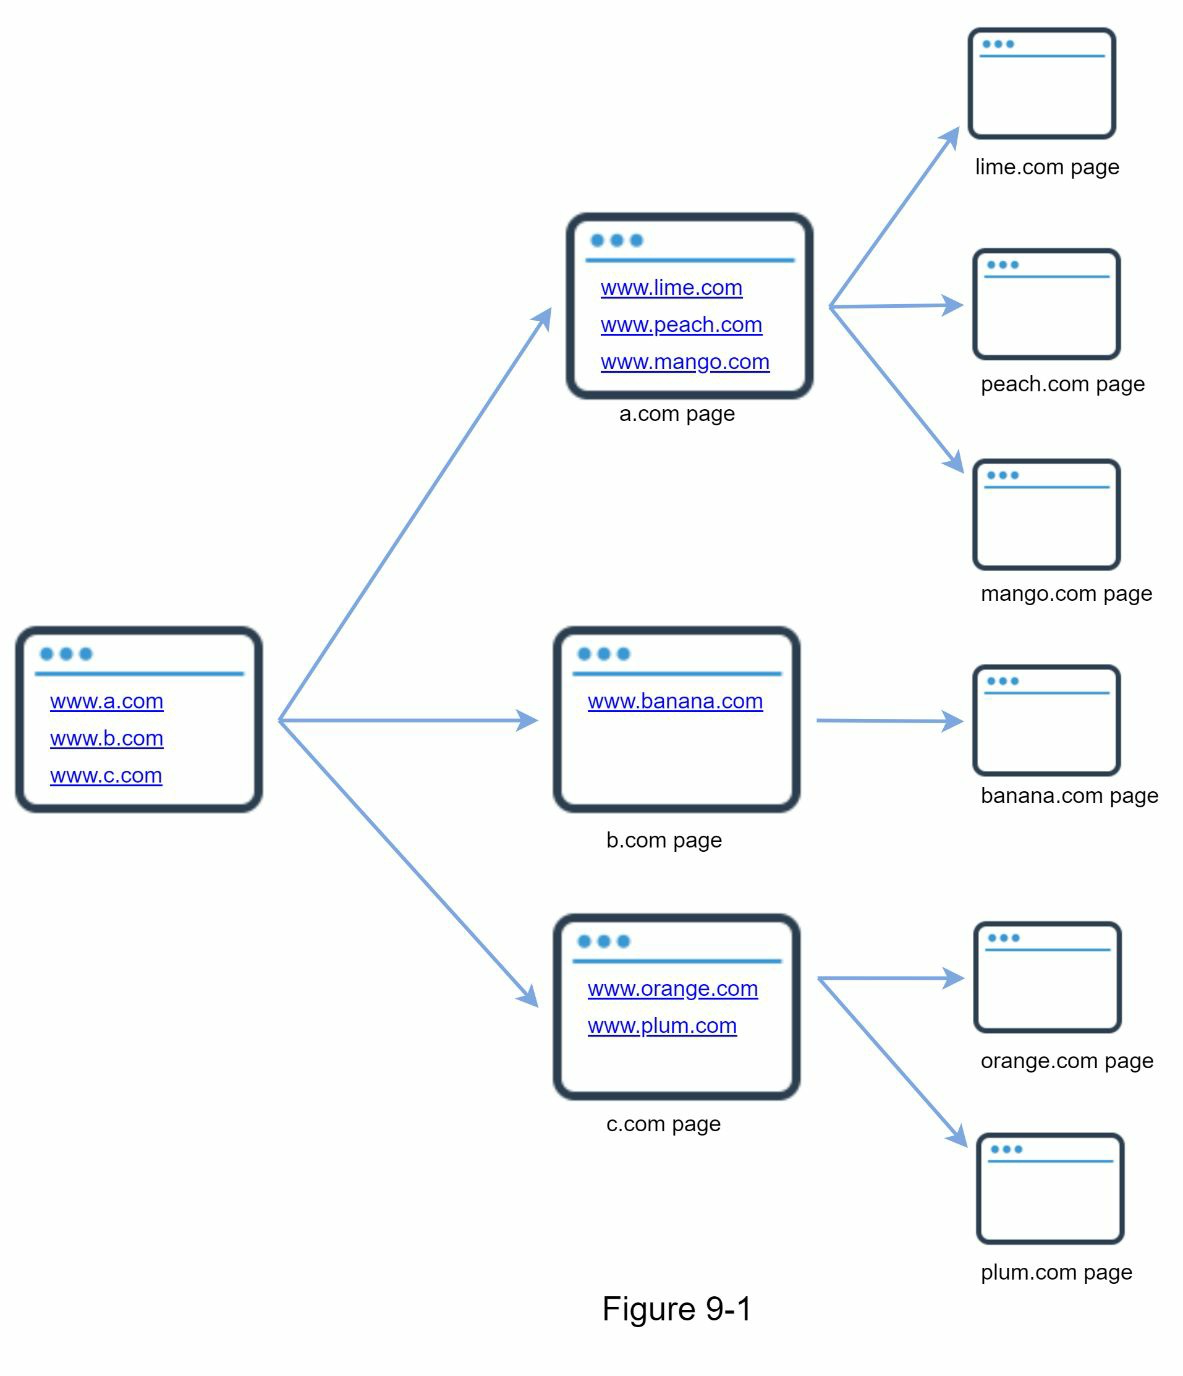 lime.com page
www.lime.com
www.peach.com
www.mango.com
a.com page
peach.com page
mango.com page
www.a.com
www.b.com
www.c.com
www.banana.com
b.com page
banana.com page
www.orange.com
www.plum.com
c.com page
orange.com page
plum.com page
Figure 9-1